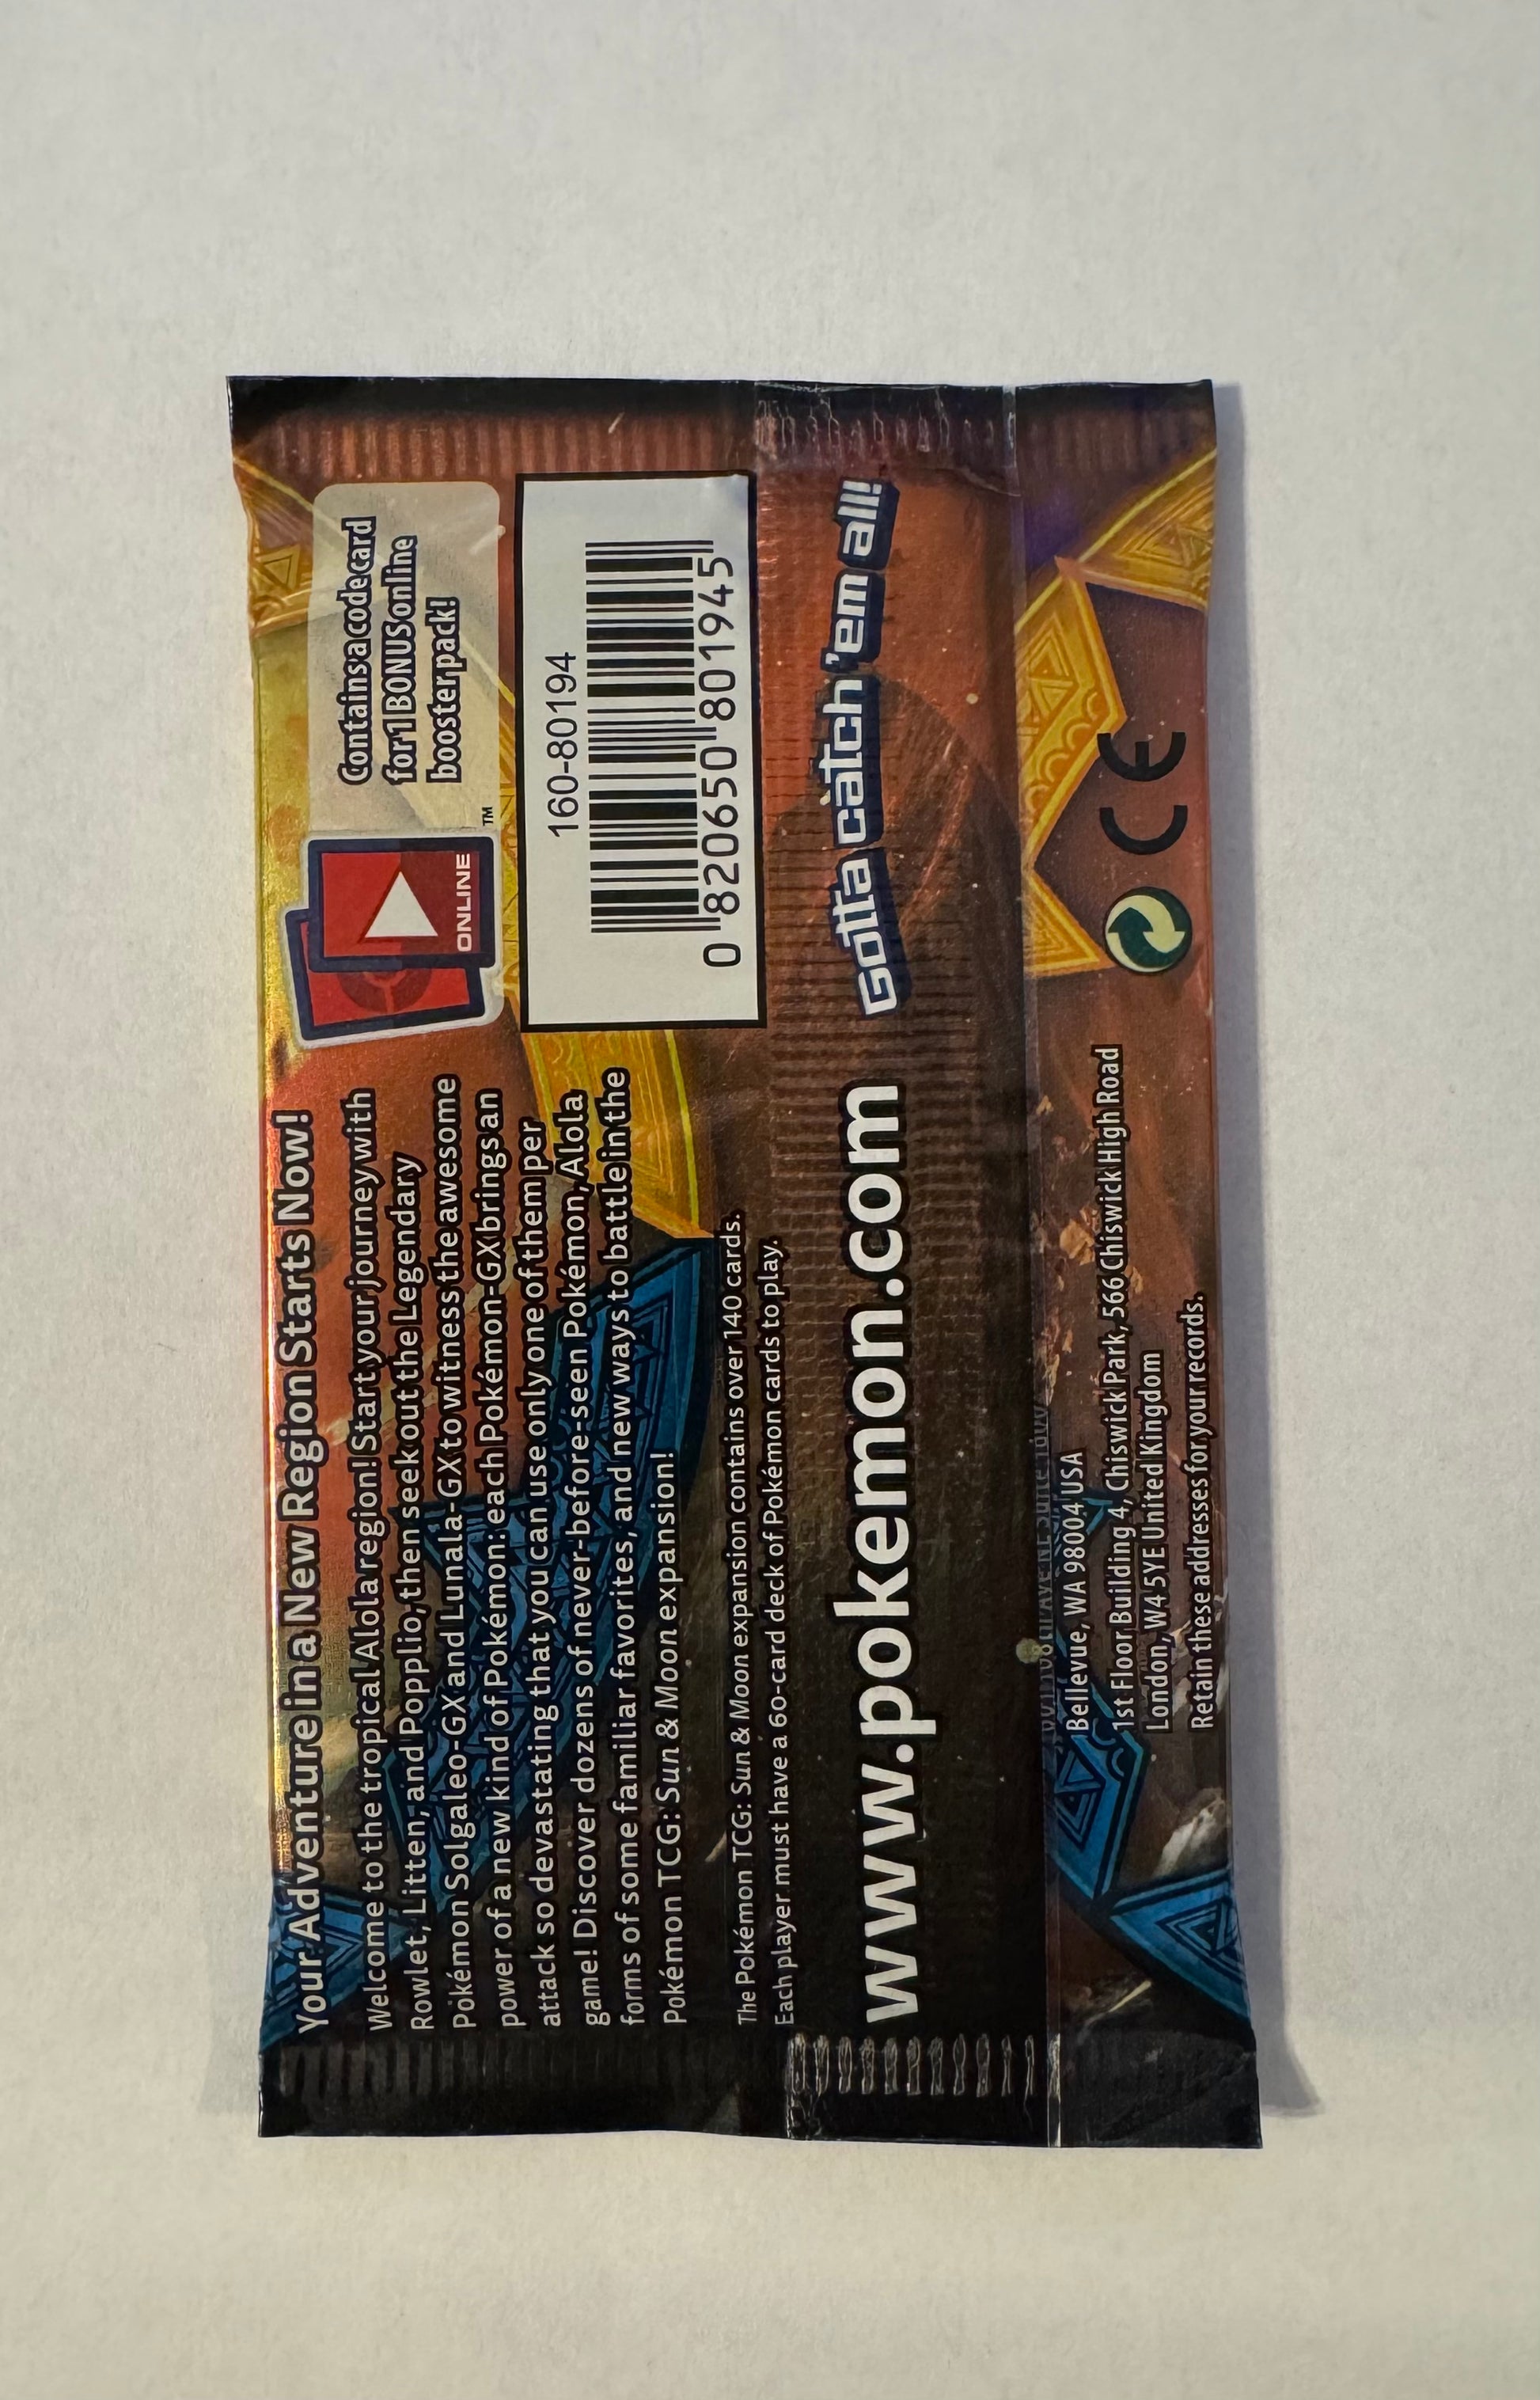 Your Adventure in a New Region Starts Now!
Welcome to the tropical Alola region! Start your journey with
Rowlet, Litten, and Popplio, then seek out the Legendary
Pokémon Solgaleo-GX and Lunala-GX to witness the awesome
power of a new kind of Pokémon: each Pokémon-GX brings an
attack so devastating that you can use only one of them per
game! Discover dozens of never-before-seen Pokémon, Alola
forms of some familiar favorites, and new ways to battle in the
Pokémon TCG: Sun & Moon expansion!
The Pokémon TCG: Sun & Moon expansion contains over 140 cards.
Each player must have a 60-card deck of Pokémon cards to play.
ONLINE
TM
Contains a code card
for 1 BONUS online
booster pack!
160-80194
0 820650 801945
www.pokemon.com
Gotta catch 'em all!
Bellevue, WA 98004 USA
1st Floor Building 4, Chiswick Park, 566 Chiswick High Road
London, W4 5YE United Kingdom
Retain these addresses for your records.
CE